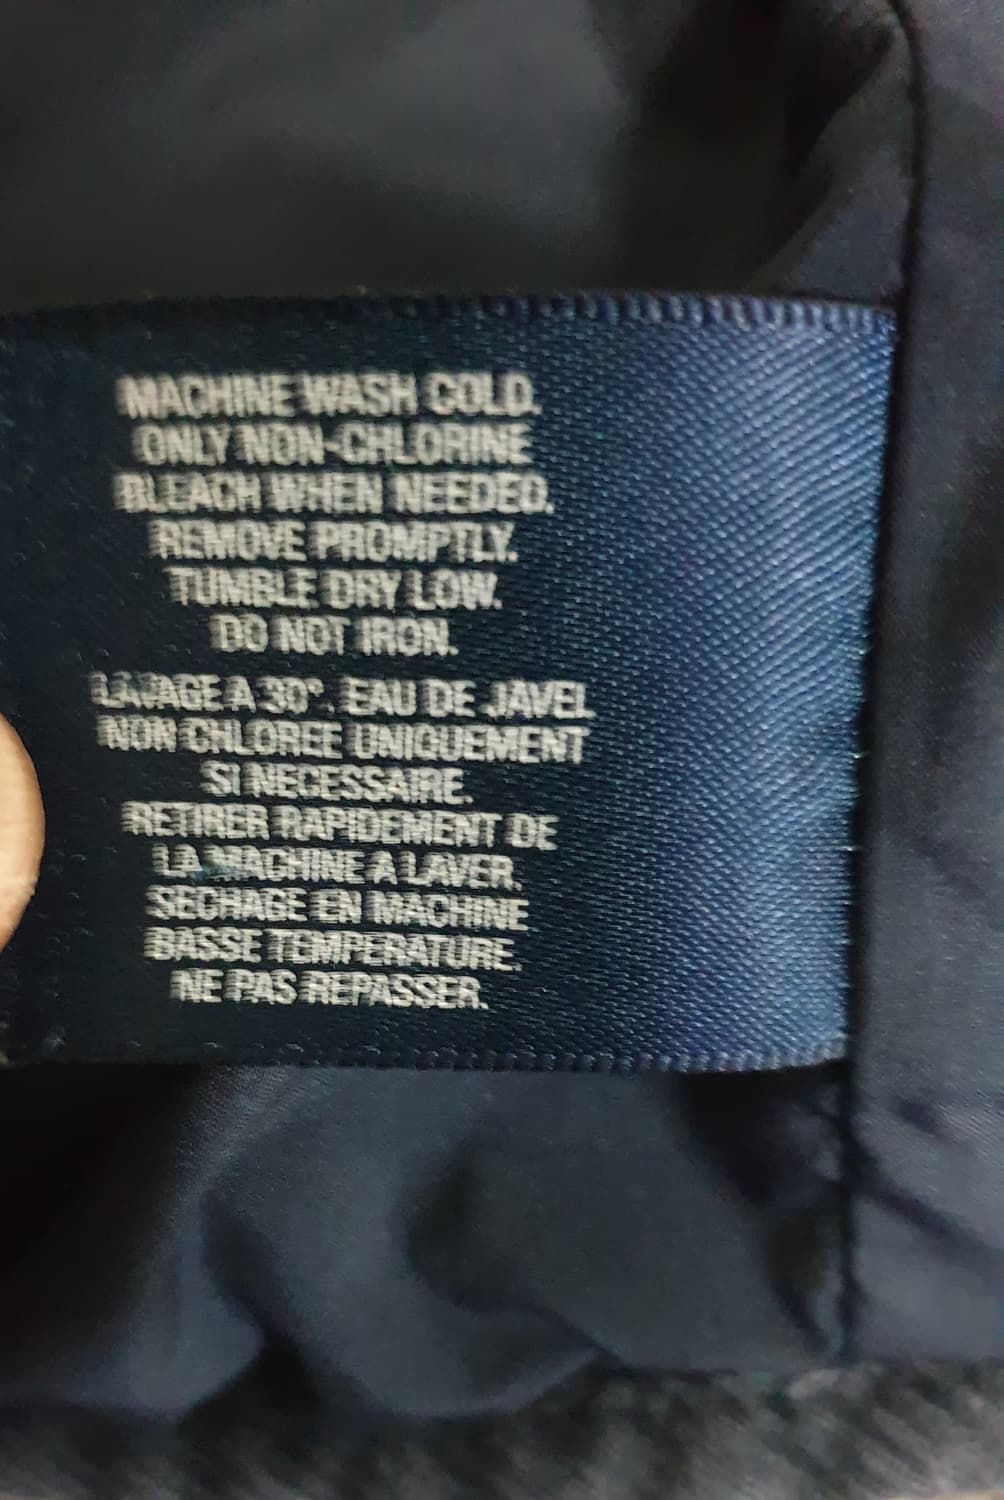 MACHINE WASH COLD.
ONLY NON-CHLORINE
BLEACH WHEN NEEDED.
REMOVE PROMPTLY.
TUMBLE DRY LOW.
DO NOT IRON.
LAVAGE A 30°. EAU DE JAVEL
NON CHLOREE UNIQUEMENT
SI NECESSAIRE.
RETIRER RAPIDEMENT DE
LA MACHINE A LAVER.
SECHAGE EN MACHINE
BASSE TEMPERATURE.
NE PAS REPASSER.